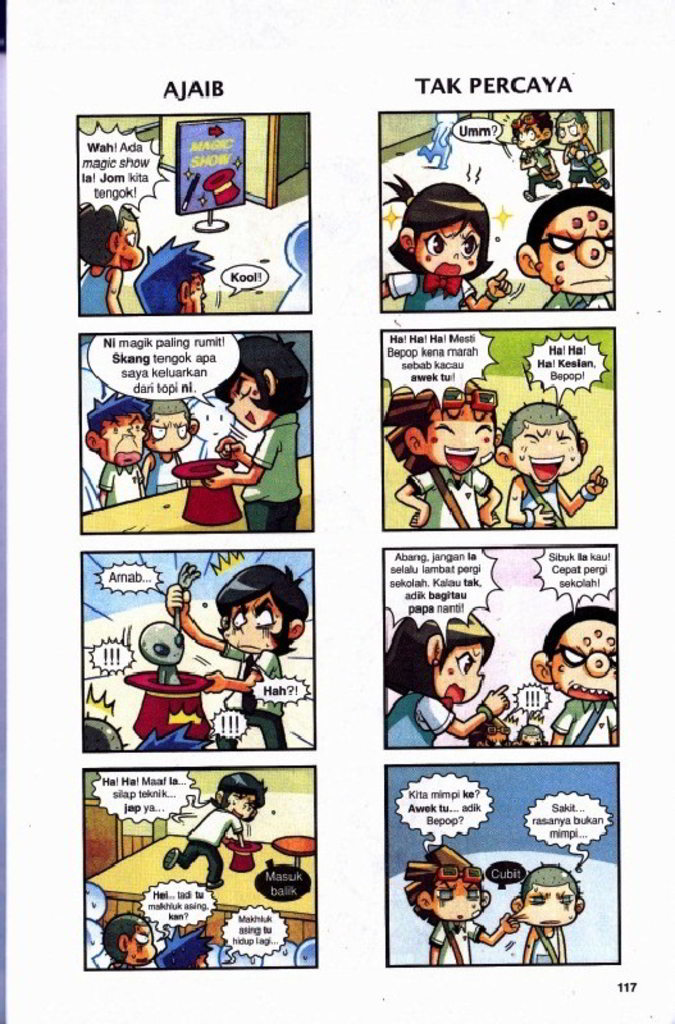 AJAIB
Wah! Ada
magic show
la! Jom kita
tengok!
MAGIC
SHOW
Kool!!
Ni magik paling rumit!
Skang tengok apa
saya keluarkan
dari topi ni.
Arnab...
!!!
Hah?!
!!!
Ha! Ha! Maaf la...
silap teknik...
jap ya...
Masuk
balik
Hei... tadi tu
makhluk asing,
kan?
Makhluk
asing tu
hidup lagi...
TAK PERCAYA
Umm?
Ha! Ha! Ha! Mesti
Bepop kena marah
sebab kacau
awek tu!
Ha! Ha!
Ha! Kesian,
Bepop!
Abang, jangan la
selalu lambat pergi
sekolah. Kalau tak,
adik bagitau
papa nanti!
Sibuk lla kau!
Cepat pergi
sekolah!
!!!
Kita mimpi ke?
Awek tu... adik
Bepop?
Sakit...
rasanya bukan
mimpi...
Cubit
117